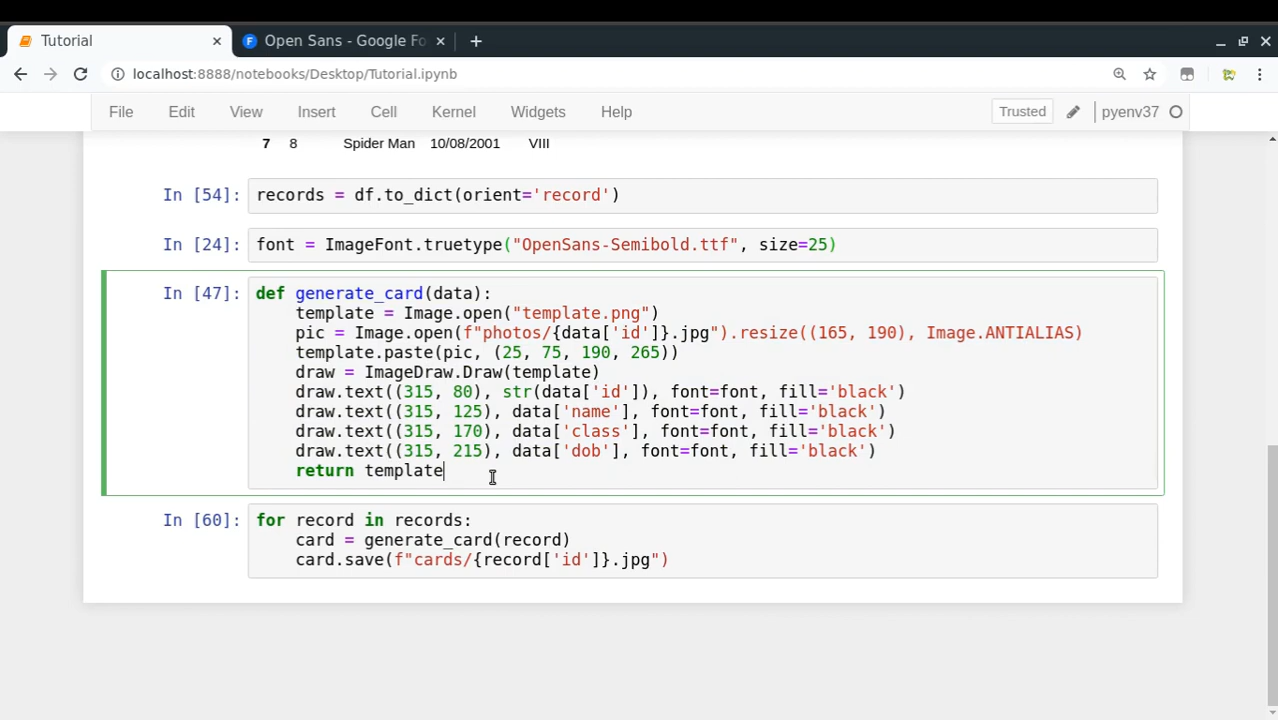 Tutorial
Open Sans - Google Fo
localhost:8888/notebooks/Desktop/Tutorial.ipynb
File Edit View Insert Cell Kernel Widgets Help Trusted pyenv37
7 8 Spider Man 10/08/2001 VIII
In [54]: records = df.to_dict(orient='record')
In [24]: font = ImageFont.truetype("OpenSans-Semibold.ttf", size=25)
In [47]: def generate_card(data):
    template = Image.open("template.png")
    pic = Image.open(f"photos/{data['id']}.jpg").resize((165, 190), Image.ANTIALIAS)
    template.paste(pic, (25, 75, 190, 265))
    draw = ImageDraw.Draw(template)
    draw.text((315, 80), str(data['id']), font=font, fill='black')
    draw.text((315, 125), data['name'], font=font, fill='black')
    draw.text((315, 170), data['class'], font=font, fill='black')
    draw.text((315, 215), data['dob'], font=font, fill='black')
    return template
In [60]: for record in records:
    card = generate_card(record)
    card.save(f"cards/{record['id']}.jpg")